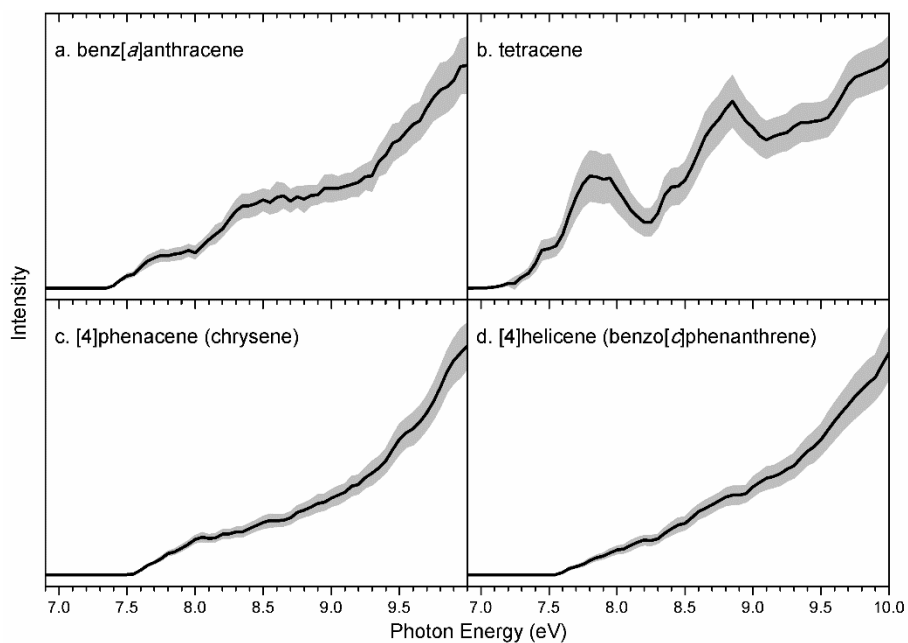 a. benz[a]anthracene
b. tetracene
c. [4]phenacene (chrysene)
d. [4]helicene (benzo[c]phenanthrene)
Intensity
7.0 7.5 8.0 8.5 9.0 9.5 7.0 7.5 8.0 8.5 9.0 9.5 10.0
Photon Energy (eV)